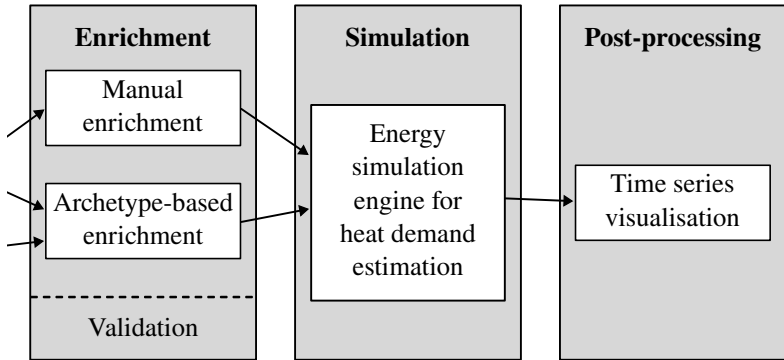 Enrichment
Manual
enrichment
Archetype-based
enrichment
Validation
Simulation
Energy
simulation
engine for
heat demand
estimation
Post-processing
Time series
visualisation